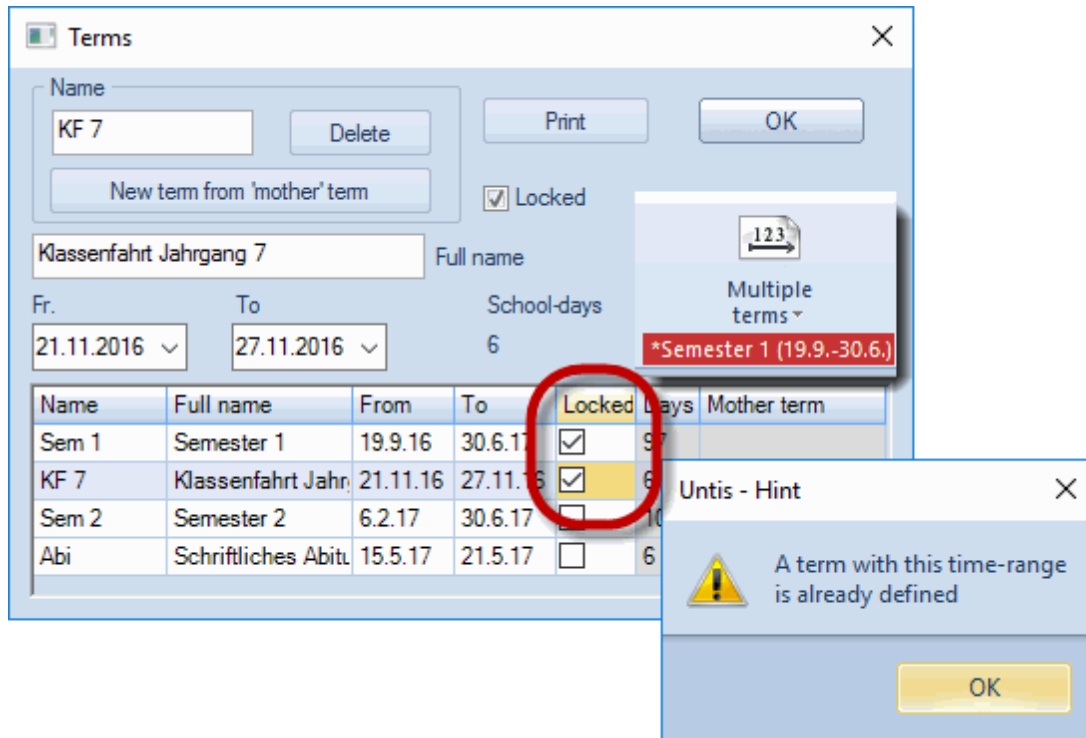 Terms
Name
KF 7
Delete
Print
OK
New term from 'mother' term
Locked
Klassenfahrt Jahrgang 7
Full name
123
Multiple
terms
*Semester 1 (19.9.-30.6.)
Fr.
To
School-days
21.11.2016
27.11.2016
6
Name Full name From To Locked Days Mother term
Sem 1 Semester 1 19.9.16 30.6.17 97
KF 7 Klassenfahrt Jahr 21.11.16 27.11.16 6
Sem 2 Semester 2 6.2.17 30.6.17
Abi Schriftliches Abitu 15.5.17 21.5.17 6
Untis - Hint
A term with this time-range
is already defined
OK